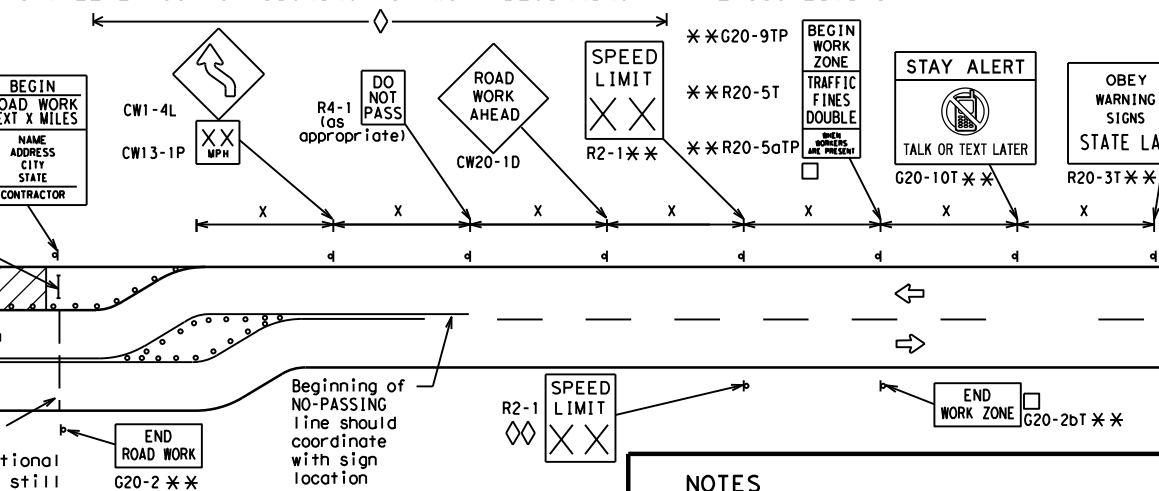 BEGIN
ROAD WORK
NEXT X MILES
NAME
ADDRESS
CITY
STATE
CONTRACTOR
CW1-4L
CW13-1P
X X
MPH
R4-1
(as
appropriate)
DO
NOT
PASS
ROAD
WORK
AHEAD
CW20-1D
SPEED
LIMIT
X X
R2-1**
**G20-9TP
**R20-5T
**R20-5aTP
BEGIN
WORK
ZONE
TRAFFIC
FINES
DOUBLE
WHEN
WORKERS
ARE PRESENT
STAY ALERT
TALK OR TEXT LATER
G20-10T **
OBEY
WARNING
SIGNS
STATE LA
R20-3T **
X X X X X X X
Beginning of
NO-PASSING
line should
coordinate
with sign
location
R2-1
SPEED
LIMIT
X X
END
WORK ZONE
G20-2bT **
END
ROAD WORK
G20-2 **
tional
still
NOTES